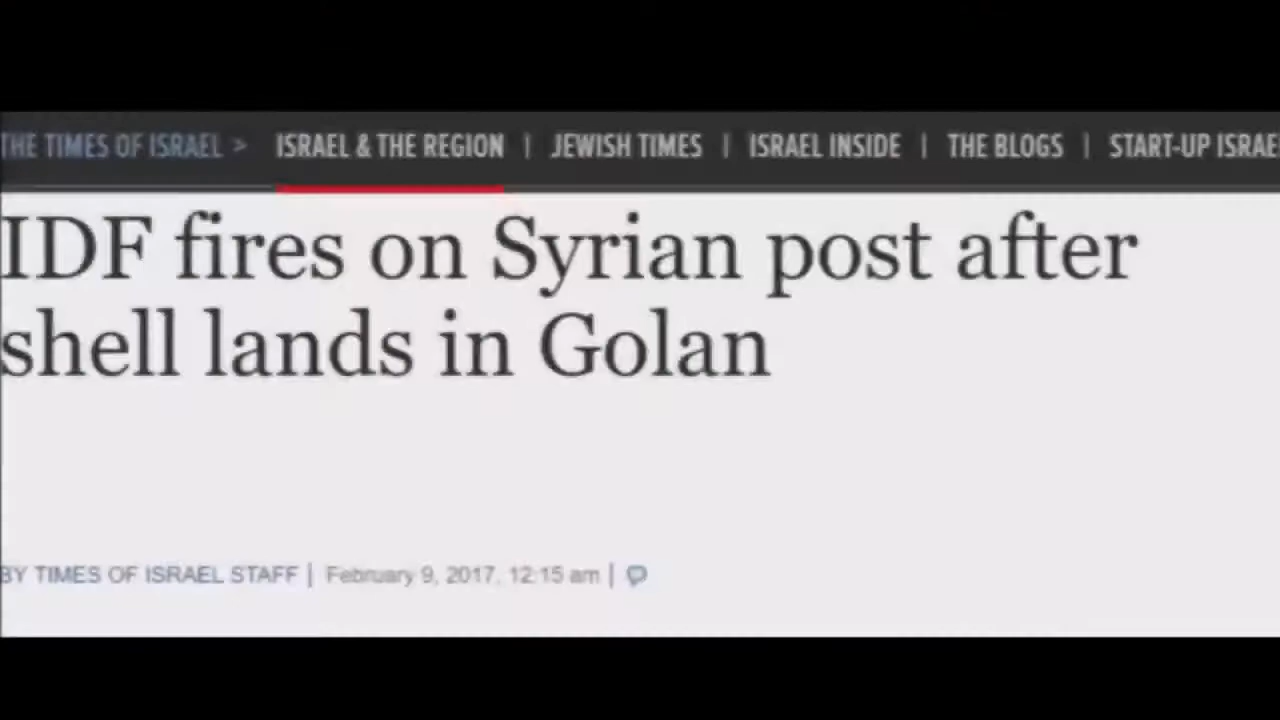 THE TIMES OF ISRAEL > ISRAEL & THE REGION | JEWISH TIMES | ISRAEL INSIDE | THE BLOGS | START-UP ISRAE
IDF fires on Syrian post after
shell lands in Golan
BY TIMES OF ISRAEL STAFF | February 9, 2017, 12:15 am |